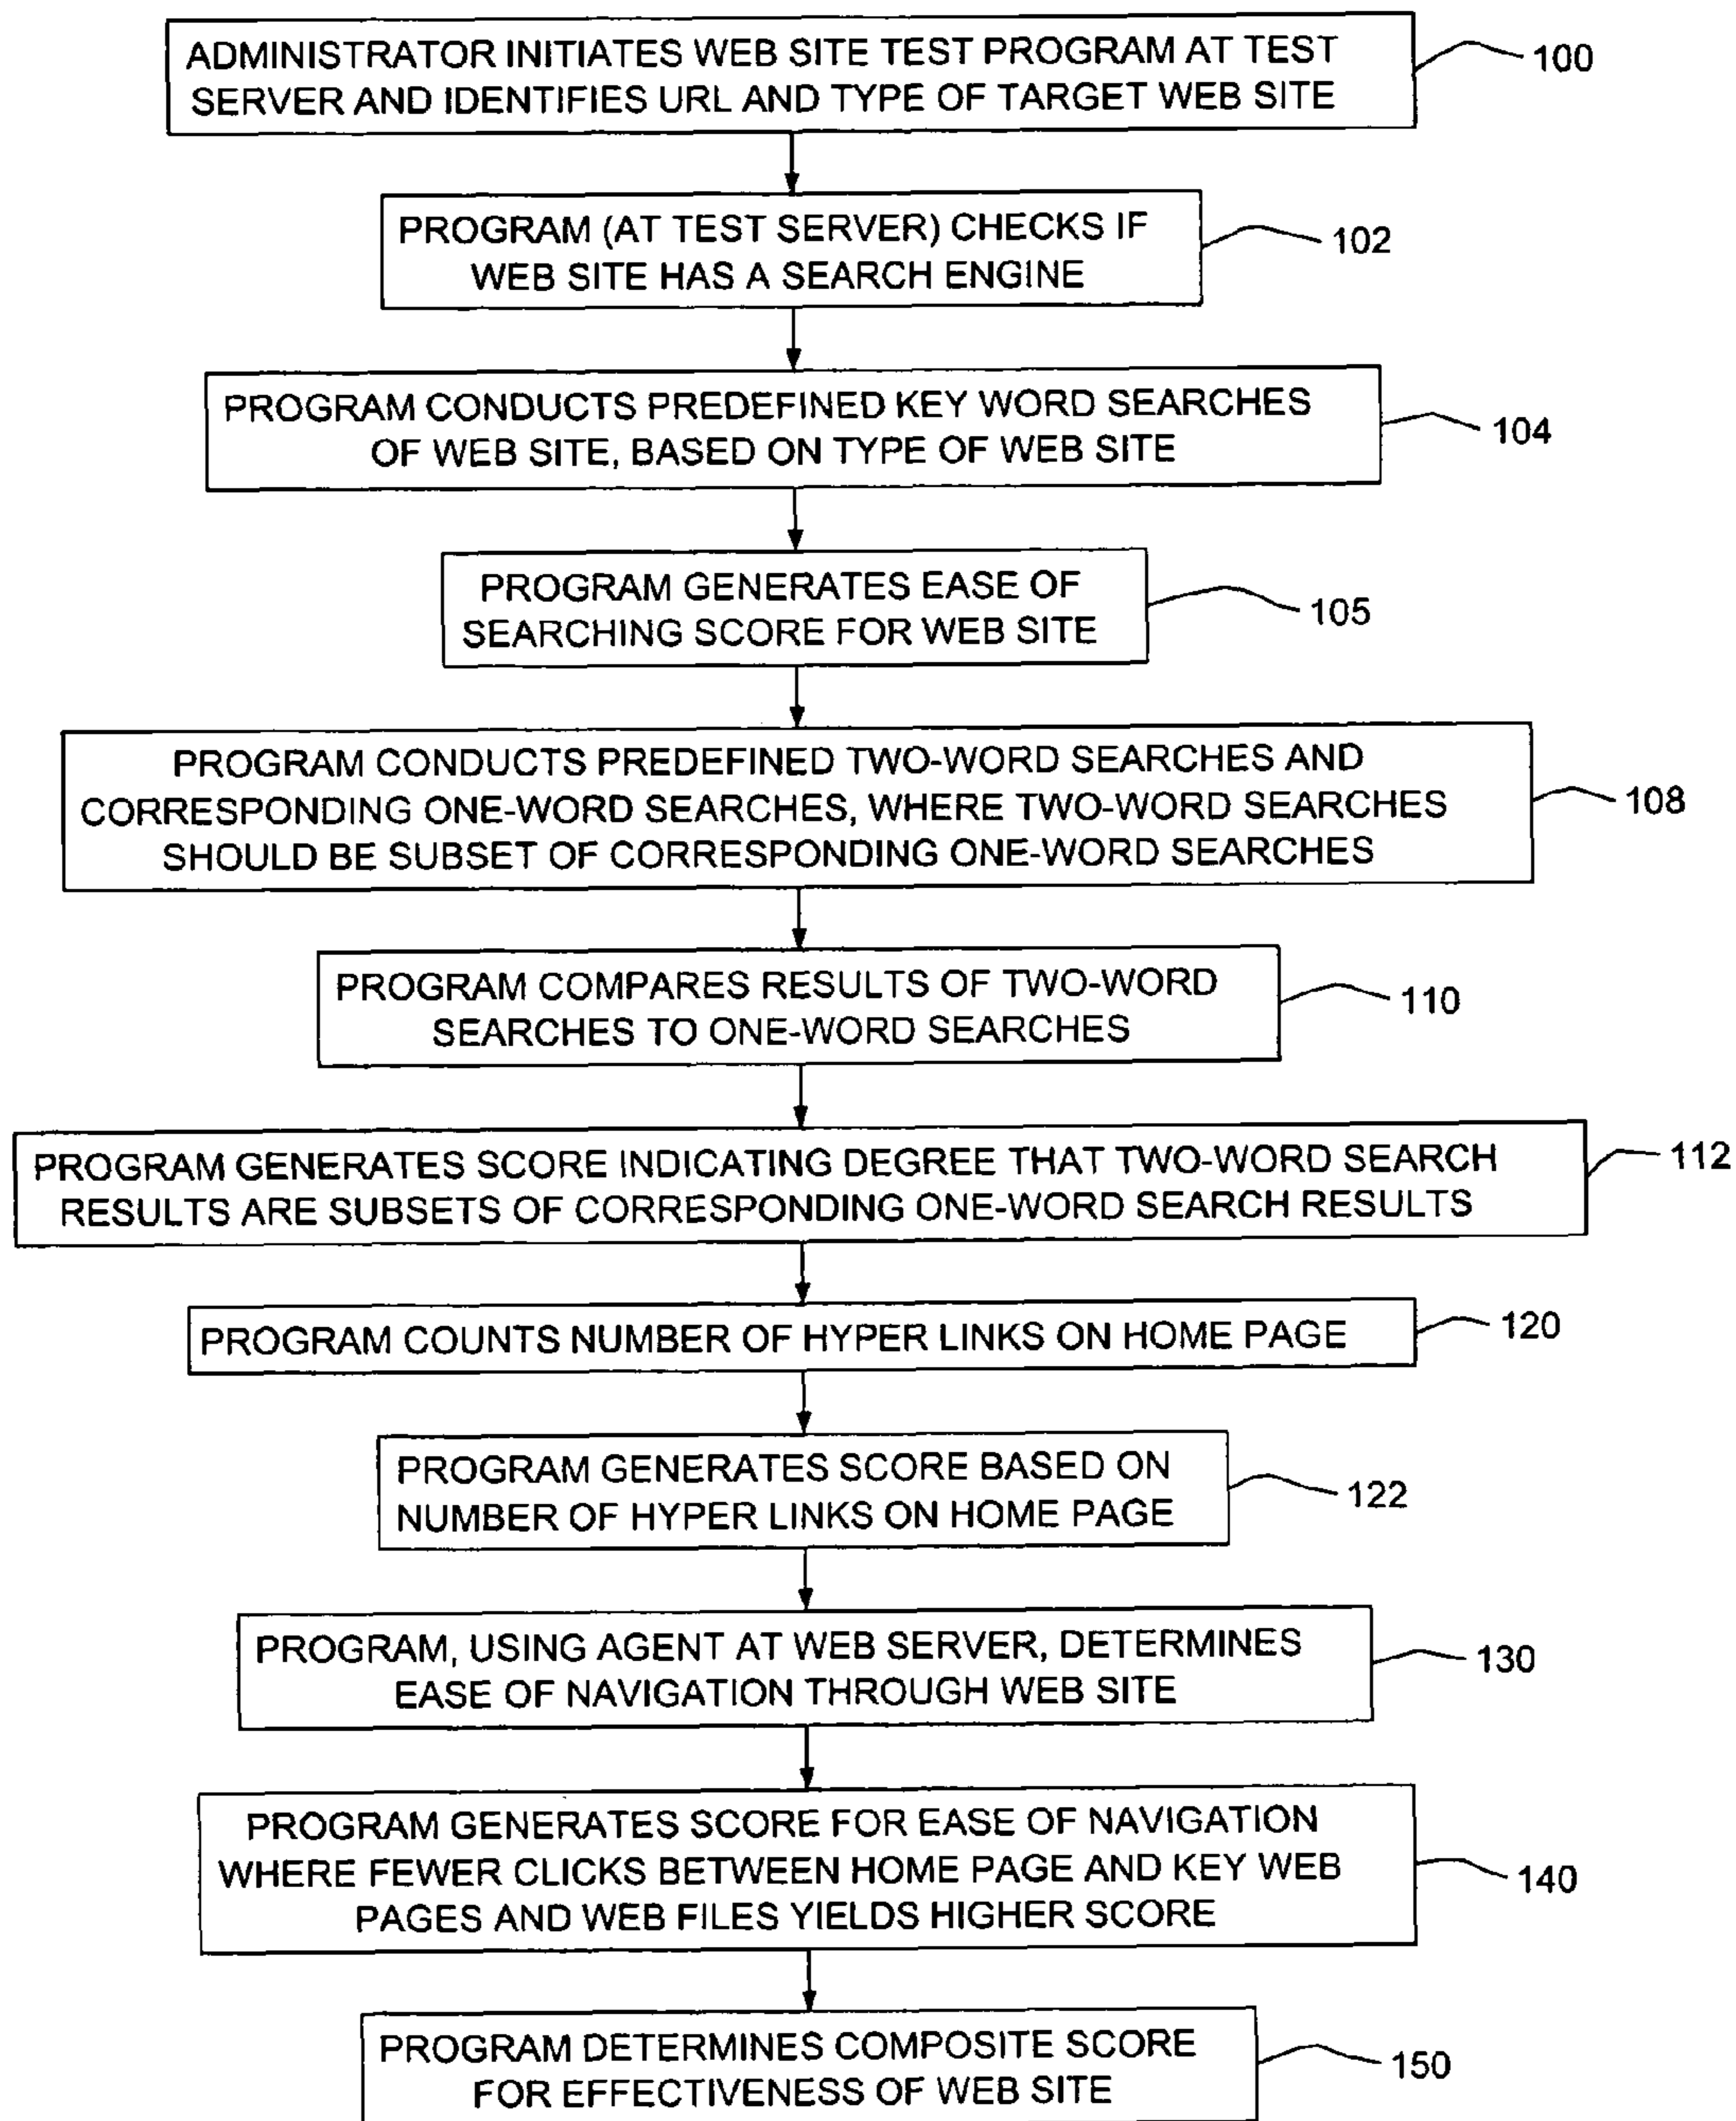 ADMINISTRATOR INITIATES WEB SITE TEST PROGRAM AT TEST
SERVER AND IDENTIFIES URL AND TYPE OF TARGET WEB SITE
100
PROGRAM (AT TEST SERVER) CHECKS IF
WEB SITE HAS A SEARCH ENGINE
102
PROGRAM CONDUCTS PREDEFINED KEY WORD SEARCHES
OF WEB SITE, BASED ON TYPE OF WEB SITE
104
PROGRAM GENERATES EASE OF
SEARCHING SCORE FOR WEB SITE
105
PROGRAM CONDUCTS PREDEFINED TWO-WORD SEARCHES AND
CORRESPONDING ONE-WORD SEARCHES, WHERE TWO-WORD SEARCHES
SHOULD BE SUBSET OF CORRESPONDING ONE-WORD SEARCHES
108
PROGRAM COMPARES RESULTS OF TWO-WORD
SEARCHES TO ONE-WORD SEARCHES
110
PROGRAM GENERATES SCORE INDICATING DEGREE THAT TWO-WORD SEARCH
RESULTS ARE SUBSETS OF CORRESPONDING ONE-WORD SEARCH RESULTS
112
PROGRAM COUNTS NUMBER OF HYPER LINKS ON HOME PAGE
120
PROGRAM GENERATES SCORE BASED ON
NUMBER OF HYPER LINKS ON HOME PAGE
122
PROGRAM, USING AGENT AT WEB SERVER, DETERMINES
EASE OF NAVIGATION THROUGH WEB SITE
130
PROGRAM GENERATES SCORE FOR EASE OF NAVIGATION
WHERE FEWER CLICKS BETWEEN HOME PAGE AND KEY WEB
PAGES AND WEB FILES YIELDS HIGHER SCORE
140
PROGRAM DETERMINES COMPOSITE SCORE
FOR EFFECTIVENESS OF WEB SITE
150